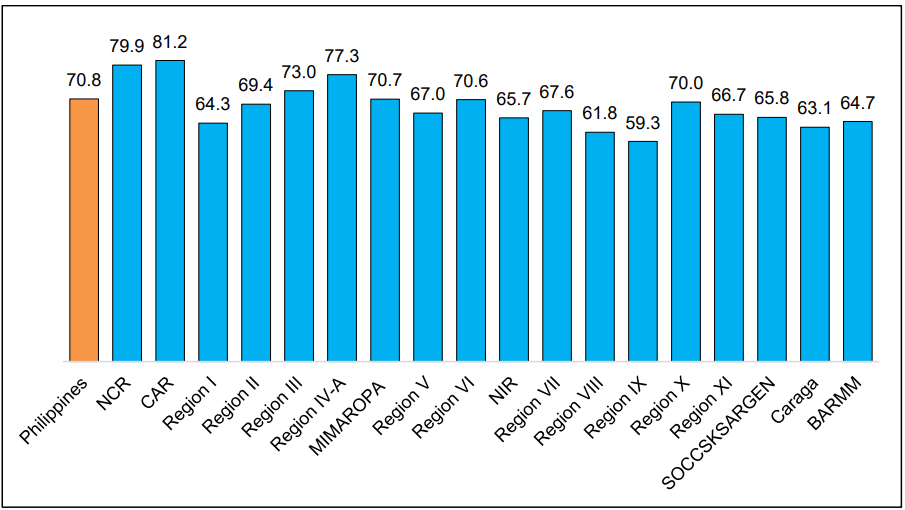 70.8
79.9
81.2
64.3
69.4
73.0
77.3
70.7
67.0
70.6
65.7
67.6
61.8
59.3
70.0
66.7
65.8
63.1
64.7
Philippines
NCR
CAR
Region I
Region II
Region III
Region IV-A
MIMAROPA
Region V
Region VI
NIR
Region VII
Region VIII
Region IX
Region X
Region XI
SOCCSKSARGEN
Caraga
BARMM